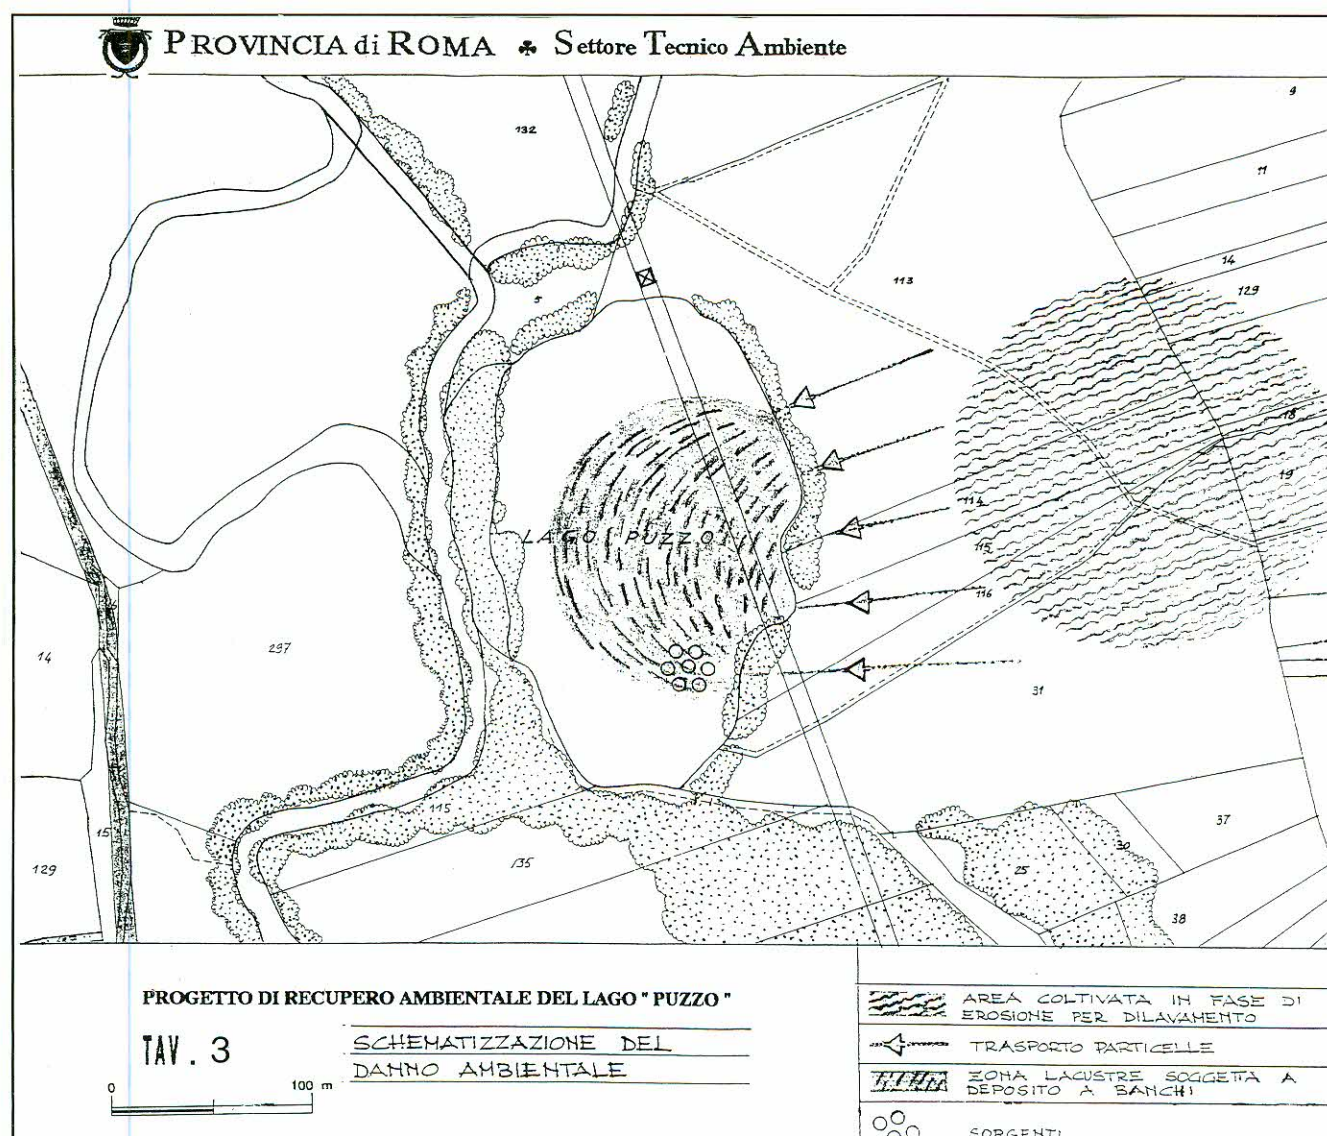 PROVINCIA di ROMA ♣ Settore Tecnico Ambiente
9
132
11
14
129
113
5
18
19
LAGO PUZZO
114
115
116
297
14
31
115
15
37
30
135
25
129
38
PROGETTO DI RECUPERO AMBIENTALE DEL LAGO " PUZZO "
TAV. 3
SCHEMATIZZAZIONE DEL
DANNO AMBIENTALE
0 100 m
AREA COLTIVATA IN FASE DI
EROSIONE PER DILAVAMENTO
TRASPORTO PARTICELLE
ZONA LACUSTRE SOGGETTA A
DEPOSITO A BANCHI
SORGENTI